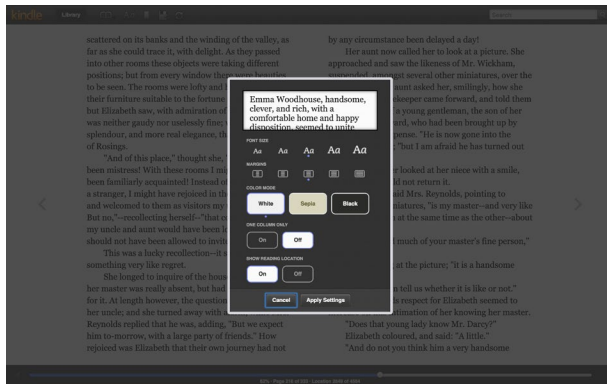 kindle Library Search
scattered on its banks and the winding of the valley, as
far as she could trace it, with delight. As they passed
into other rooms these objects were taking different
positions; but from every window there were beauties
to be seen. The rooms were lofty and
their furniture suitable to the fortune
but Elizabeth saw, with admiration of
was neither gaudy nor uselessly fine;
splendour, and more real elegance, th
of Rosings.
"And of this place," thought she,
been mistress! With these rooms I mi
been familiarly acquainted! Instead of
a stranger, I might have rejoiced in th
and welcomed to them as visitors my
But no,"--recollecting herself--"that c
my uncle and aunt would have been l
should not have been allowed to invite
This was a lucky recollection--it s
something very like regret.
She longed to inquire of the hous
her master was really absent, but had
for it. At length however, the question
her uncle; and she turned away with a
Reynolds replied that he was, adding, "But we expect
him to-morrow, with a large party of friends." How
rejoiced was Elizabeth that their own journey had not
by any circumstance been delayed a day!
Her aunt now called her to look at a picture. She
approached and saw the likeness of Mr. Wickham,
suspended, amongst several other miniatures, over the
aunt asked her, smilingly, how she
ekeeper came forward, and told them
a young gentleman, the son of her
ard, who had been brought up by
pense. "He is now gone into the
"but I am afraid he has turned out
r looked at her niece with a smile,
d not return it.
aid Mrs. Reynolds, pointing to
iniatures, "is my master--and very like
n at the same time as the other--about
d much of your master's fine person,"
at the picture; "it is a handsome
n tell us whether it is like or not."
ds respect for Elizabeth seemed to
timation of her knowing her master.
"Does that young lady know Mr. Darcy?"
Elizabeth coloured, and said: "A little."
"And do not you think him a very handsome
Emma Woodhouse, handsome,
clever, and rich, with a
comfortable home and happy
disposition, seemed to unite
FONT SIZE
Aa Aa Aa Aa Aa
MARGINS
COLOR MODE
White Sepia Black
ONE COLUMN ONLY
On Off
SHOW READING LOCATION
On Off
Cancel Apply Settings